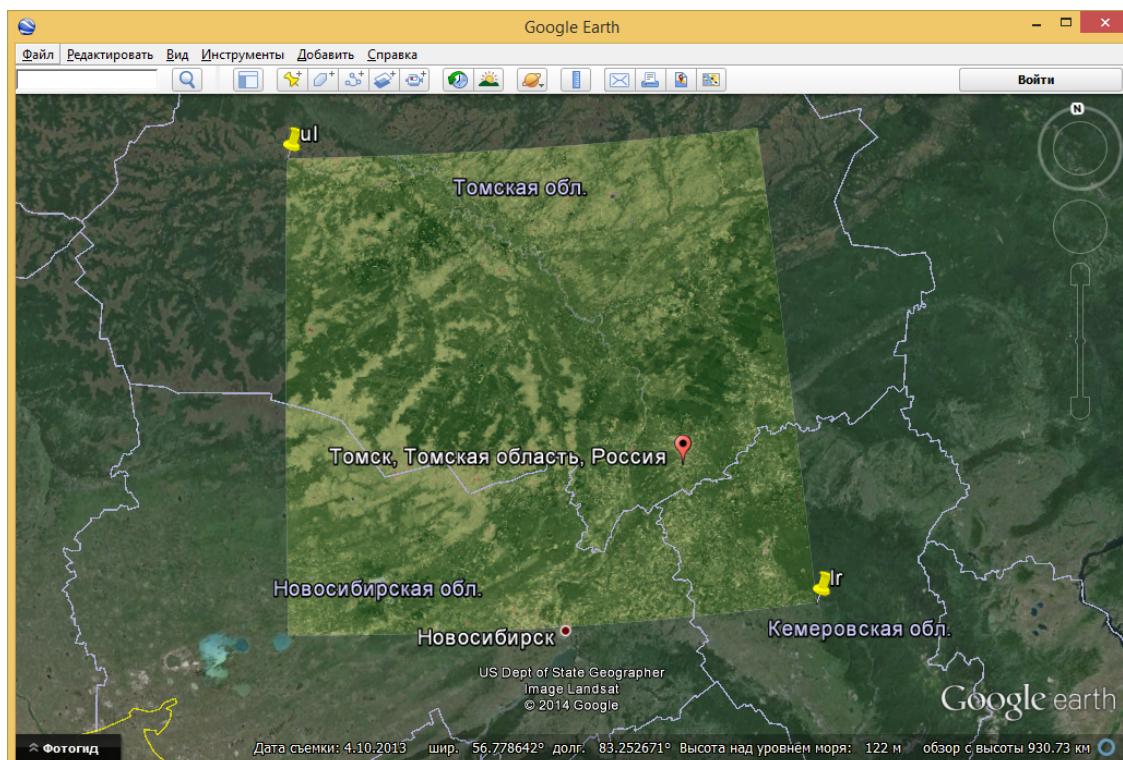 Google Earth
Файл Редактировать Вид Инструменты Добавить Справка
Войти
N
ul
Томская обл.
Томск, Томская область, Россия
Новосибирская обл.
lr
Новосибирск
Кемеровская обл.
US Dept of State Geographer
Image Landsat
© 2014 Google
Google earth
Фотогид
Дата съемки: 4.10.2013 шир. 56.778642° долг. 83.252671° Высота над уровнем моря: 122 м обзор с высоты 930.73 км